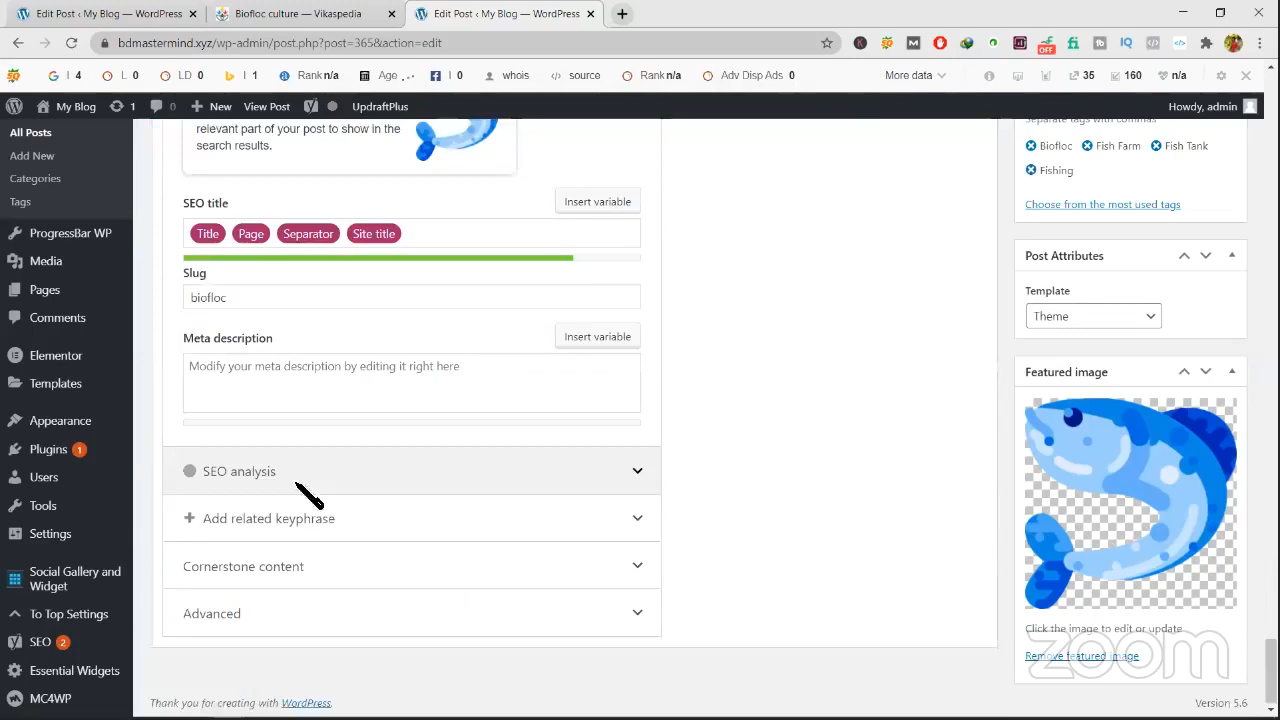 Edit Post ‹ My Blog — WordPress
Biofloc culture – Vikaspedia
Edit Post ‹ My Blog — WordPress
bdmastermind.xyz/wp-admin/post.php?post=365&action=edit
OFF
I 4
L 0
LD 0
I 1
Rank n/a
Age
I 0
whois
source
Rank n/a
Adv Disp Ads 0
More data
35
160
n/a
My Blog
1
0
New
View Post
UpdraftPlus
Howdy, admin
All Posts
Add New
Categories
Tags
ProgressBar WP
Media
Pages
Comments
Elementor
Templates
Appearance
Plugins 1
Users
Tools
Settings
Social Gallery and
Widget
To Top Settings
SEO 2
Essential Widgets
MC4WP
relevant part of your post to show in the
search results.
SEO title
Insert variable
Title
Page
Separator
Site title
Slug
biofloc
Meta description
Insert variable
Modify your meta description by editing it right here
SEO analysis
Add related keyphrase
Cornerstone content
Advanced
Thank you for creating with WordPress.
Separate tags with commas
Biofloc
Fish Farm
Fish Tank
Fishing
Choose from the most used tags
Post Attributes
Template
Theme
Featured image
Click the image to edit or update
Remove featured image
zoom
Version 5.6